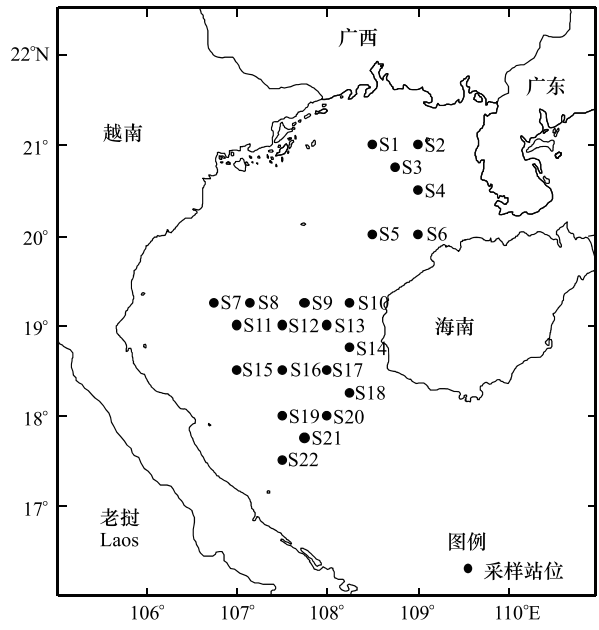 广西
22°N
广东
越南
21°
S1 S2
S3
S4
20°
S5 S6
S7 S8 S9 S10
19°
S11 S12 S13
海南
S14
S15 S16 S17
S18
18°
S19 S20
S21
S22
17°
老挝
Laos
图例
采样站位
106° 107° 108° 109° 110°E